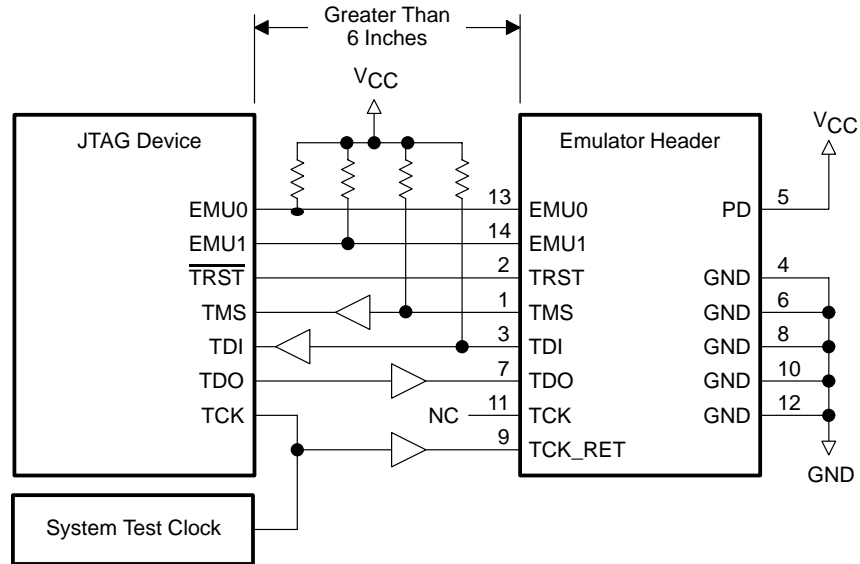 Greater Than
6 Inches
VCC
JTAG Device
Emulator Header
VCC
EMU0
13
EMU0
PD
5
EMU1
14
EMU1
TRST
2
TRST
GND
4
TMS
1
TMS
GND
6
TDI
3
TDI
GND
8
TDO
7
TDO
GND
10
TCK
NC
11
TCK
GND
12
9
TCK_RET
GND
System Test Clock